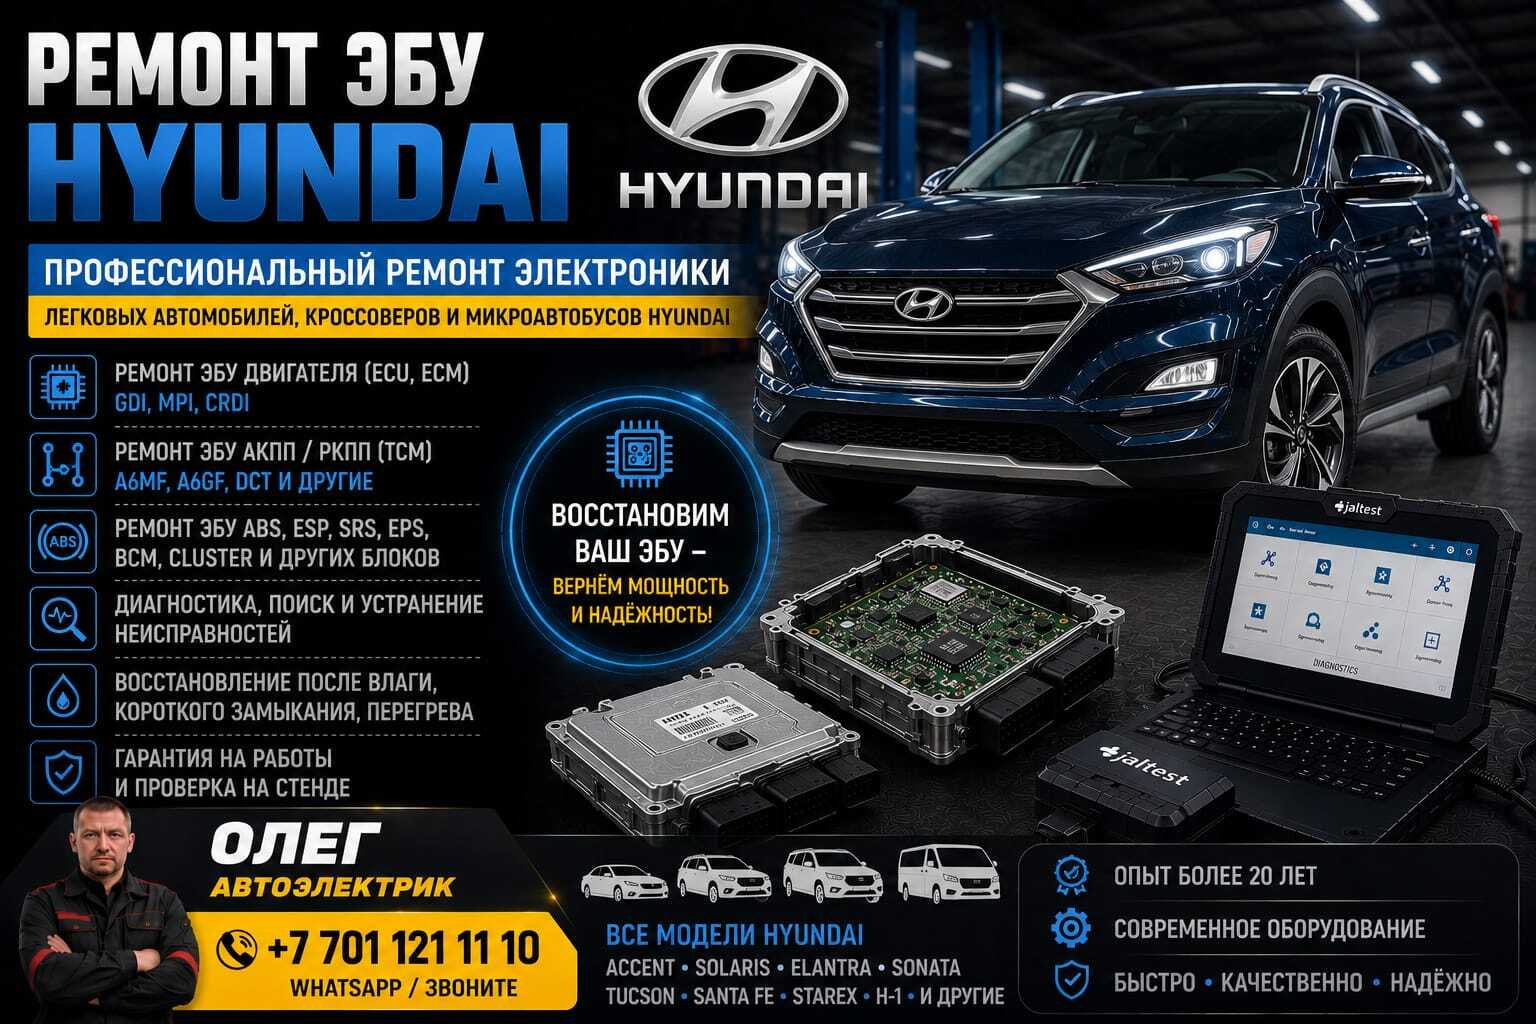 РЕМОНТ ЭБУ
HYUNDAI
HYUNDAI
ПРОФЕССИОНАЛЬНЫЙ РЕМОНТ ЭЛЕКТРОНИКИ
ЛЕГКОВЫХ АВТОМОБИЛЕЙ, КРОССОВЕРОВ И МИКРОАВТОБУСОВ HYUNDAI
РЕМОНТ ЭБУ ДВИГАТЕЛЯ (ECU, ECM)
GDI, MPI, CRDI
РЕМОНТ ЭБУ АКПП / РКПП (TCM)
A6MF, A6GF, DCT И ДРУГИЕ
ABS
РЕМОНТ ЭБУ ABS, ESP, SRS, EPS,
BCM, CLUSTER И ДРУГИХ БЛОКОВ
ДИАГНОСТИКА, ПОИСК И УСТРАНЕНИЕ
НЕИСПРАВНОСТЕЙ
ВОССТАНОВЛЕНИЕ ПОСЛЕ ВЛАГИ,
КОРОТКОГО ЗАМЫКАНИЯ, ПЕРЕГРЕВА
ГАРАНТИЯ НА РАБОТЫ
И ПРОВЕРКА НА СТЕНДЕ
ВОССТАНОВИМ
ВАШ ЭБУ –
ВЕРНЁМ МОЩНОСТЬ
И НАДЁЖНОСТЬ!
jaltest
DIAGNOSTICS
jaltest
ОЛЕГ
АВТОЭЛЕКТРИК
+7 701 121 11 10
WHATSAPP / ЗВОНИТЕ
ВСЕ МОДЕЛИ HYUNDAI
ACCENT • SOLARIS • ELANTRA • SONATA
TUCSON • SANTA FE • STAREX • H-1 • И ДРУГИЕ
ОПЫТ БОЛЕЕ 20 ЛЕТ
СОВРЕМЕННОЕ ОБОРУДОВАНИЕ
БЫСТРО • КАЧЕСТВЕННО • НАДЁЖНО